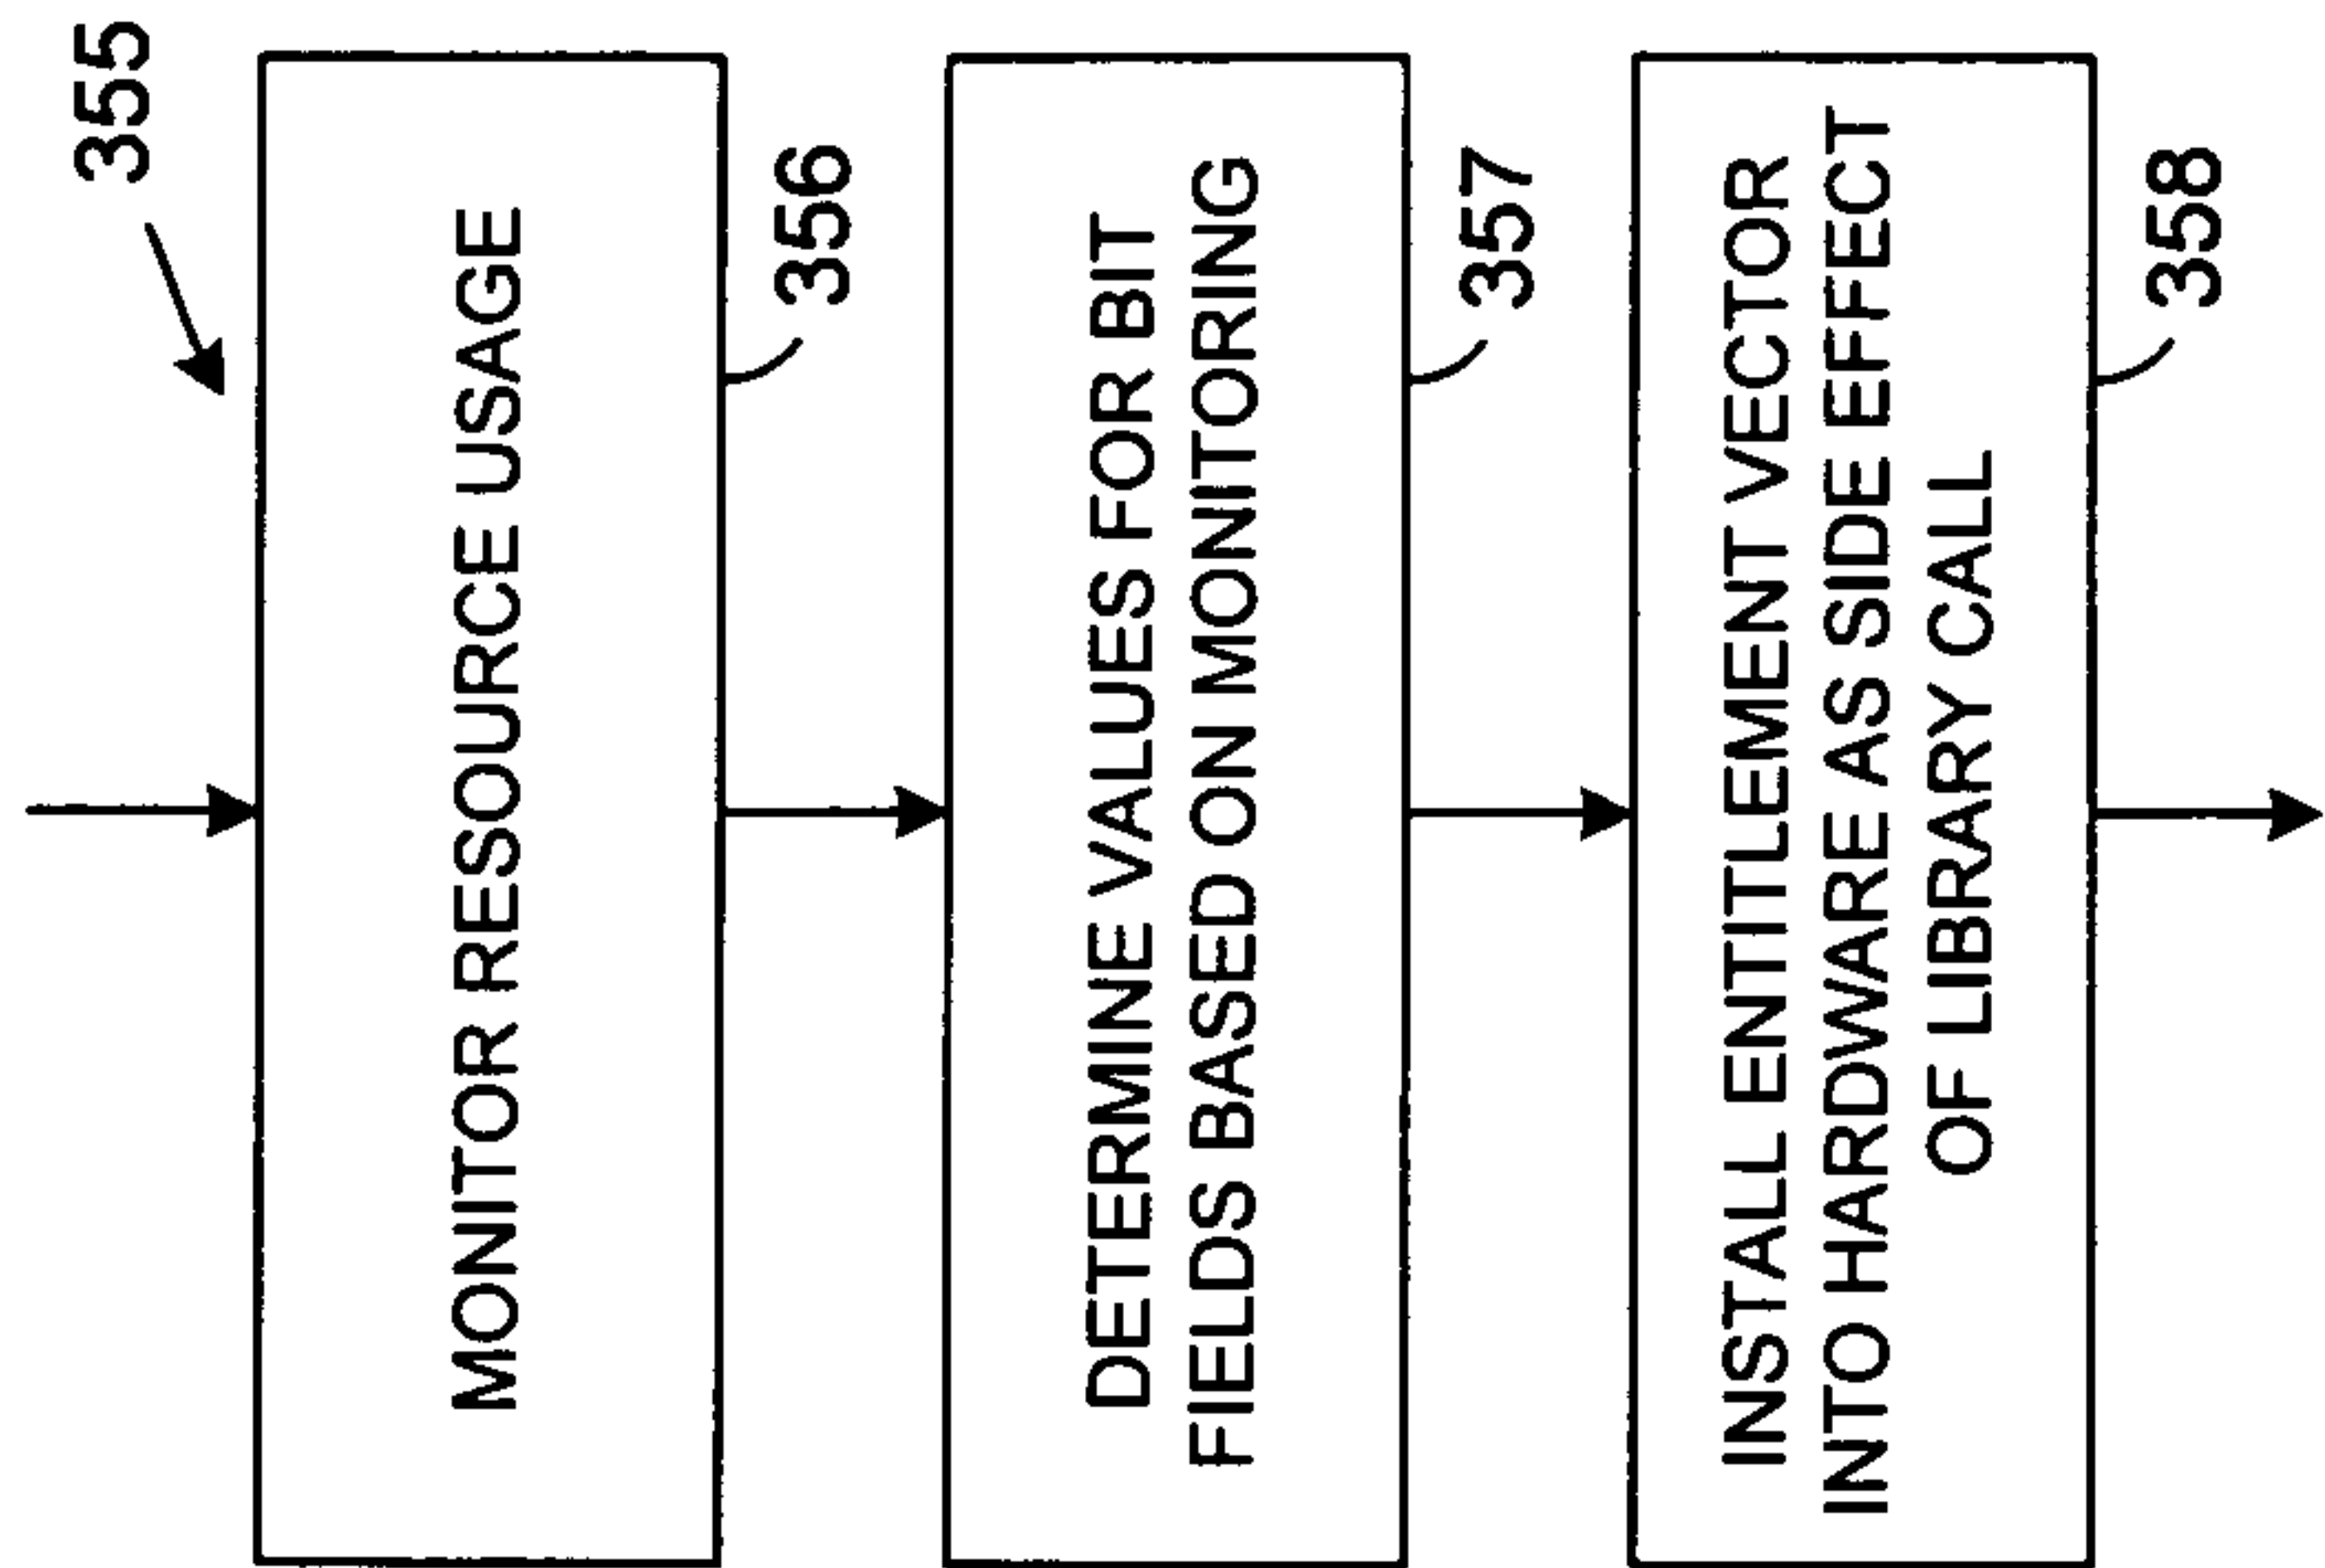 355
MONITOR RESOURCE USAGE
356
DETERMINE VALUES FOR BIT
FIELDS BASED ON MONITORING
357
INSTALL ENTITLEMENT VECTOR
INTO HARDWARE AS SIDE EFFECT
OF LIBRARY CALL
358